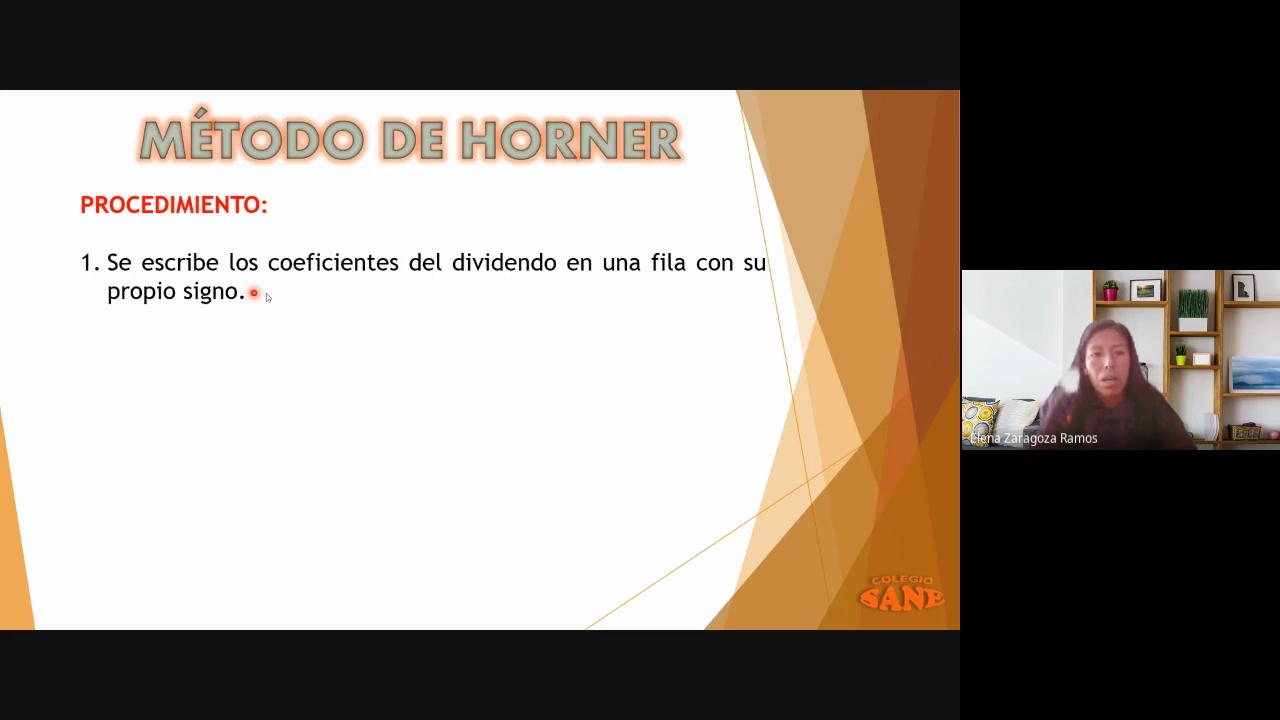 MÉTODO DE HORNER
PROCEDIMIENTO:
1. Se escribe los coeficientes del dividendo en una fila con su
propio signo.
Elena Zaragoza Ramos
COLEGIO
SANE